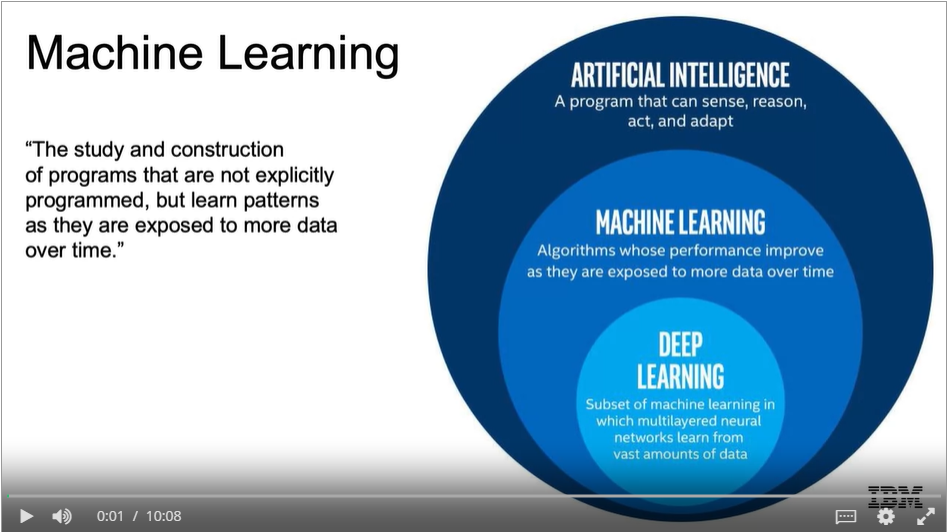 Machine Learning
“The study and construction
of programs that are not explicitly
programmed, but learn patterns
as they are exposed to more data
over time.”
ARTIFICIAL INTELLIGENCE
A program that can sense, reason,
act, and adapt
MACHINE LEARNING
Algorithms whose performance improve
as they are exposed to more data over time
DEEP
LEARNING
Subset of machine learning in
which multilayered neural
networks learn from
vast amounts of data
IBM
0:01 / 10:08